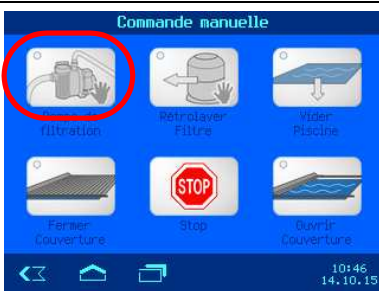 Commande manuelle
Pompe de
filtration
Rétrolaver
Filtre
Vider
Piscine
STOP
Fermer
Couverture
Stop
Ouvrir
Couverture
10:46
14.10.15